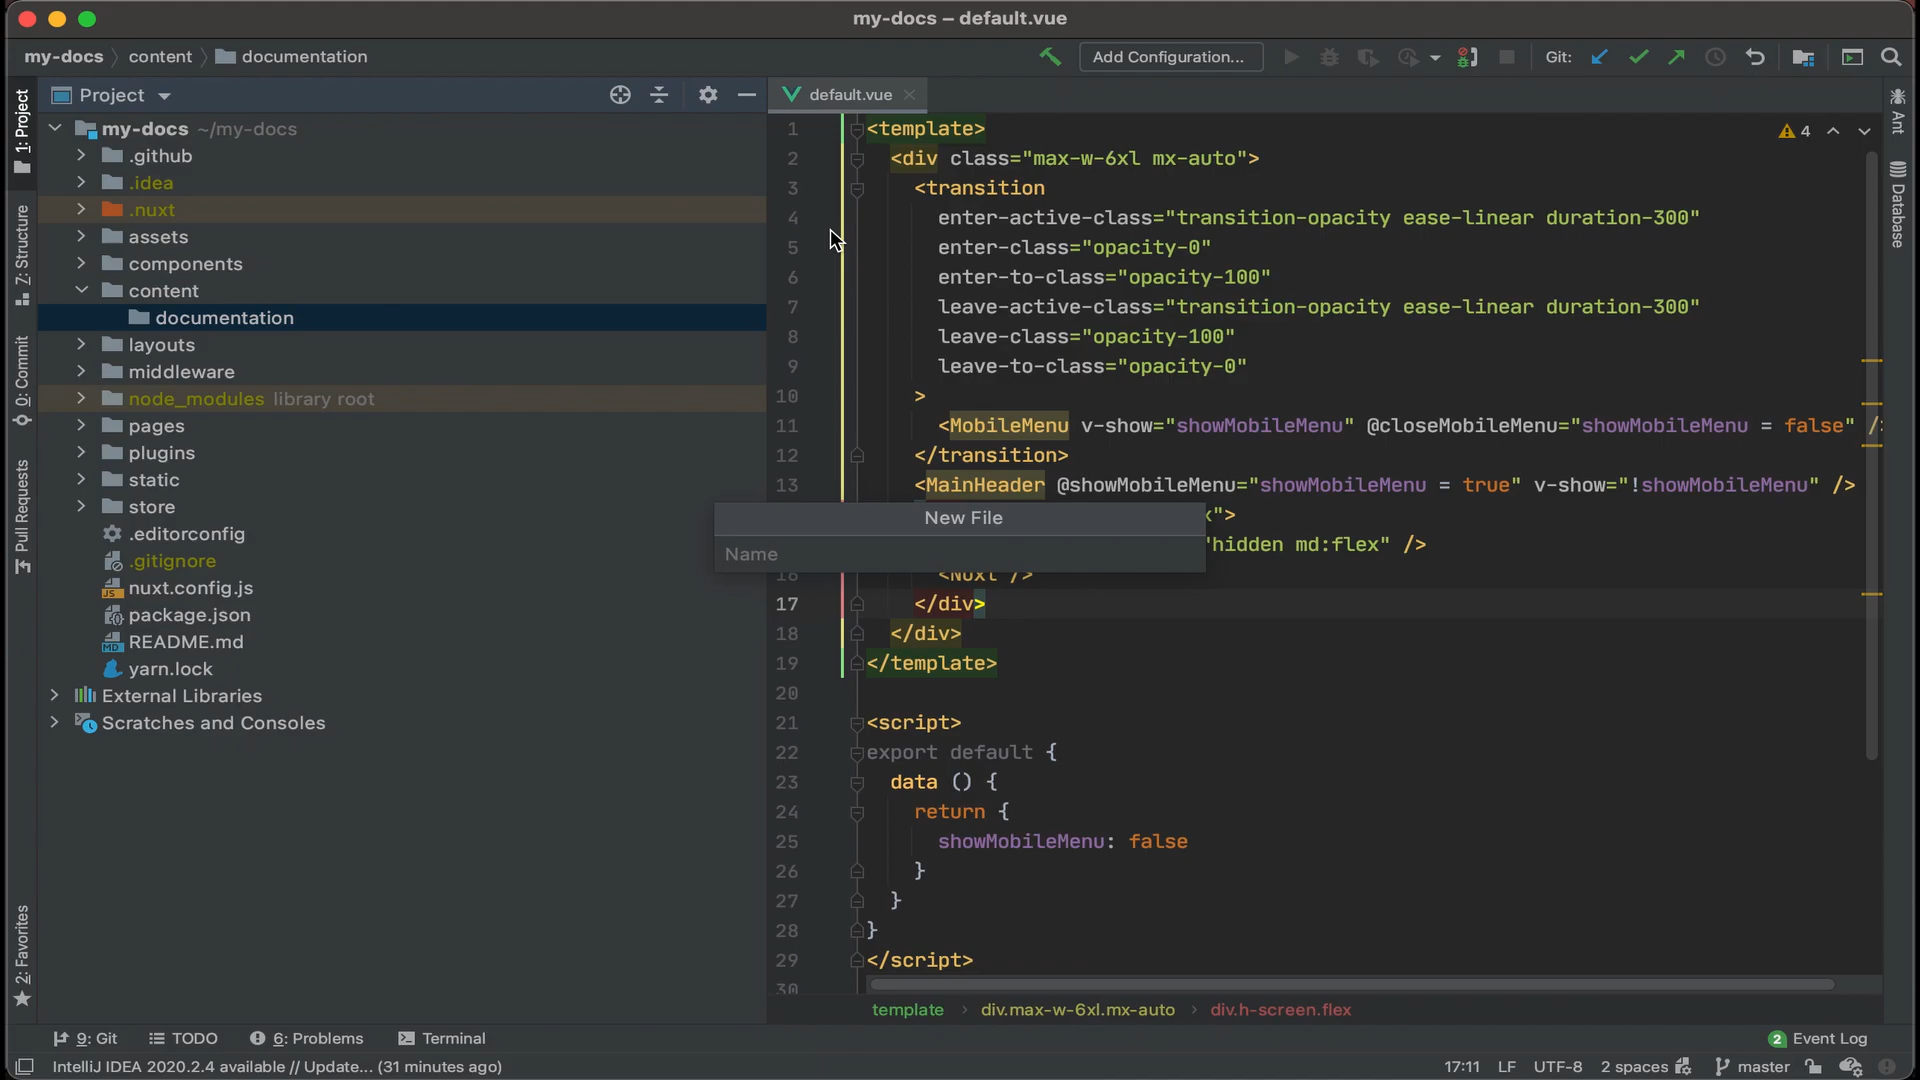 my-docs – default.vue
my-docs content documentation
Add Configuration...
Git:
1: Project
Z: Structure
0: Commit
Pull Requests
2: Favorites
Project
my-docs ~/my-docs
.github
.idea
.nuxt
assets
components
content
documentation
layouts
middleware
node_modules library root
pages
plugins
static
store
.editorconfig
.gitignore
nuxt.config.js
package.json
README.md
yarn.lock
External Libraries
Scratches and Consoles
default.vue
4
1 <template>
2 <div class="max-w-6xl mx-auto">
3 <transition
4 enter-active-class="transition-opacity ease-linear duration-300"
5 enter-class="opacity-0"
6 enter-to-class="opacity-100"
7 leave-active-class="transition-opacity ease-linear duration-300"
8 leave-class="opacity-100"
9 leave-to-class="opacity-0"
10 >
11 <MobileMenu v-show="showMobileMenu" @closeMobileMenu="showMobileMenu = false" /
12 </transition>
13 <MainHeader @showMobileMenu="showMobileMenu = true" v-show="!showMobileMenu" />
New File
">
Name
"hidden md:flex" />
16 <Nuxt />
17 </div>
18 </div>
19 </template>
20
21 <script>
22 export default {
23 data () {
24 return {
25 showMobileMenu: false
26 }
27 }
28 }
29 </script>
30
template div.max-w-6xl.mx-auto div.h-screen.flex
Ant
Database
9: Git TODO 6: Problems Terminal 2 Event Log
IntelliJ IDEA 2020.2.4 available // Update... (31 minutes ago) 17:11 LF UTF-8 2 spaces master